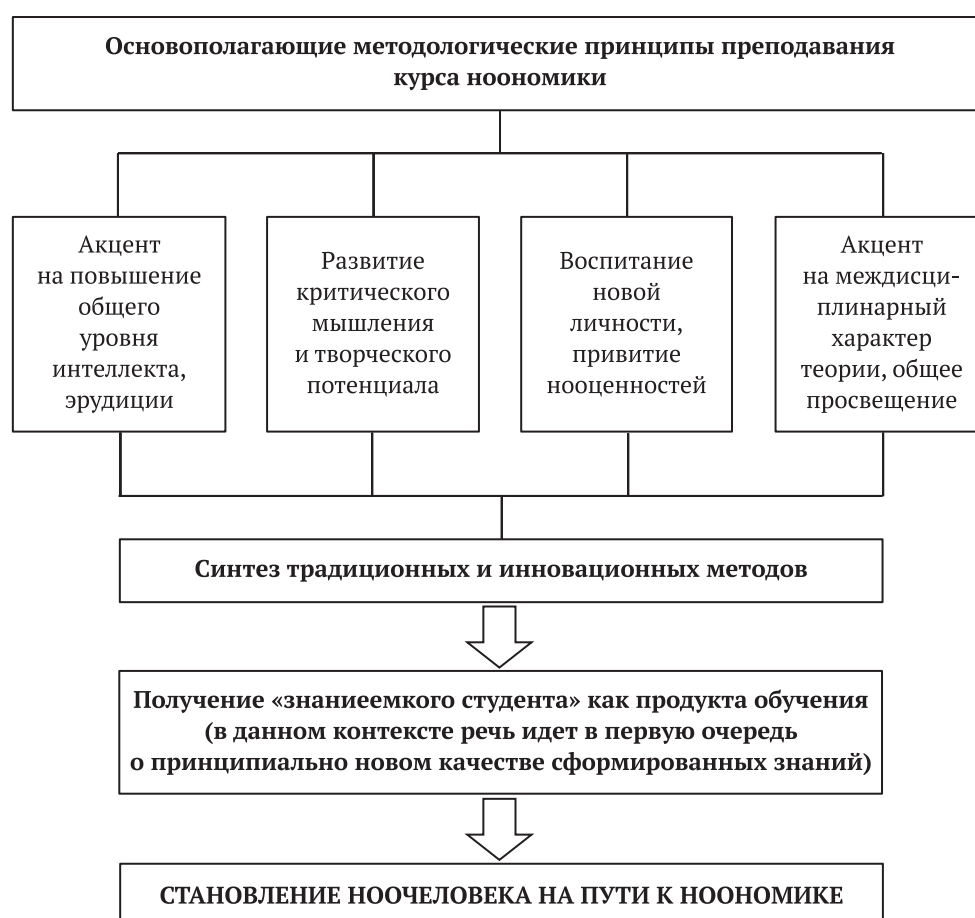 Основополагающие методологические принципы преподавания
курса ноономики
Акцент
на повышение
общего
уровня
интеллекта,
эрудиции
Развитие
критического
мышления
и творческого
потенциала
Воспитание
новой
личности,
привитие
нооценностей
Акцент
на междисци-
плинарный
характер
теории, общее
просвещение
Синтез традиционных и инновационных методов
Получение «знаниеемкого студента» как продукта обучения
(в данном контексте речь идет в первую очередь
о принципиально новом качестве сформированных знаний)
СТАНОВЛЕНИЕ НООЧЕЛОВЕКА НА ПУТИ К НООНОМИКЕ